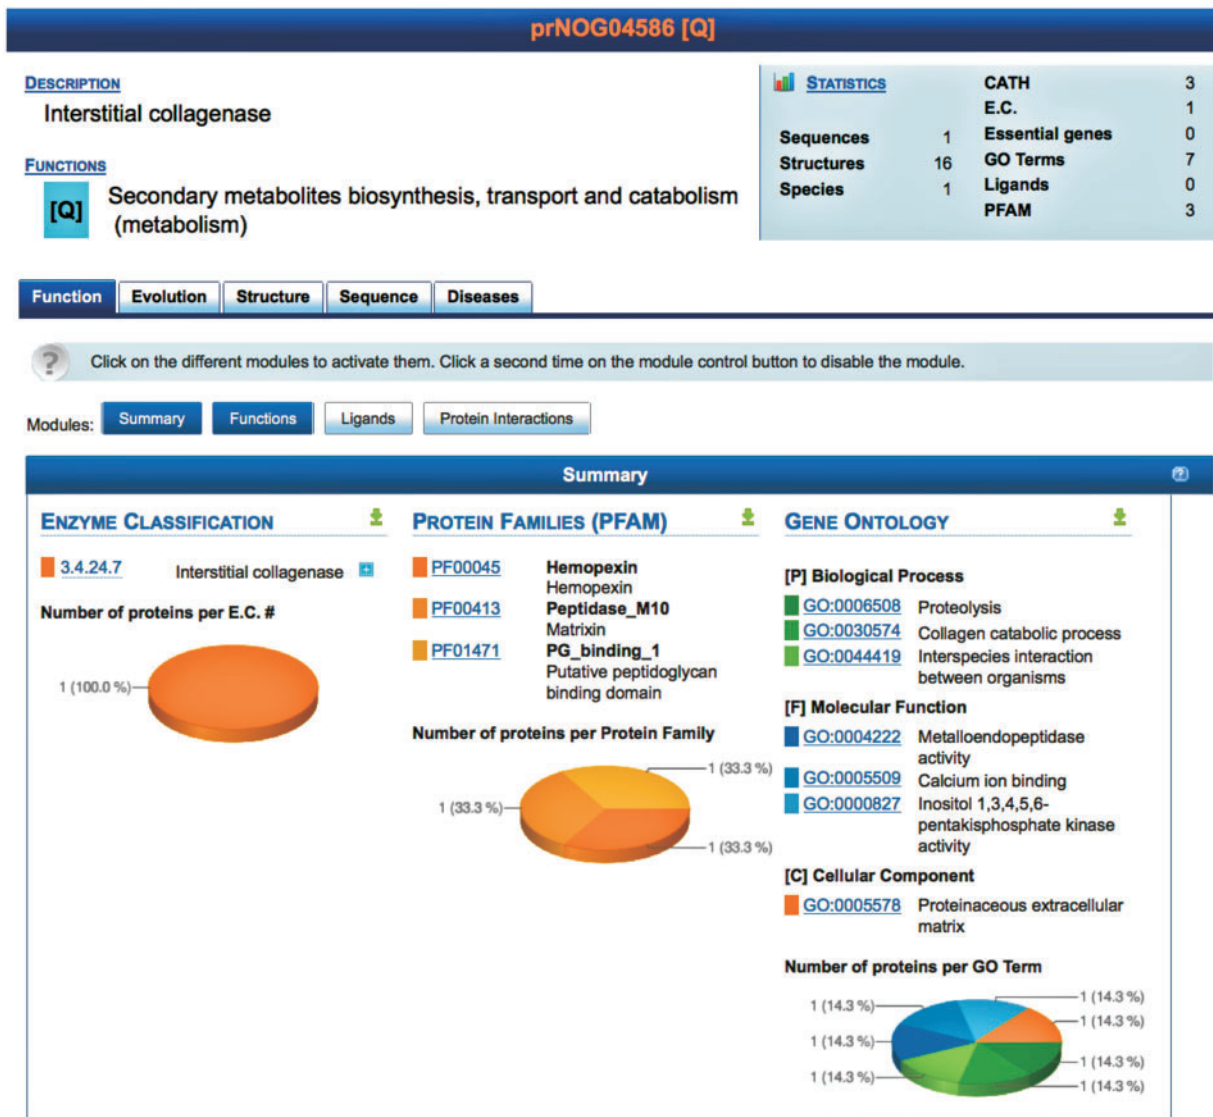 prNOG04586 [Q]
DESCRIPTION
Interstitial collagenase
FUNCTIONS
[Q]
Secondary metabolites biosynthesis, transport and catabolism
(metabolism)
STATISTICS
Sequences 1
Structures 16
Species 1
CATH 3
E.C. 1
Essential genes 0
GO Terms 7
Ligands 0
PFAM 3
Function Evolution Structure Sequence Diseases
? Click on the different modules to activate them. Click a second time on the module control button to disable the module.
Modules: Summary Functions Ligands Protein Interactions
Summary ?
ENZYME CLASSIFICATION
3.4.24.7 Interstitial collagenase +
Number of proteins per E.C. #
1 (100.0 %)
PROTEIN FAMILIES (PFAM)
PF00045 Hemopexin
Hemopexin
PF00413 Peptidase_M10
Matrixin
PF01471 PG_binding_1
Putative peptidoglycan
binding domain
Number of proteins per Protein Family
1 (33.3 %)
1 (33.3 %)
1 (33.3 %)
GENE ONTOLOGY
[P] Biological Process
GO:0006508 Proteolysis
GO:0030574 Collagen catabolic process
GO:0044419 Interspecies interaction
between organisms
[F] Molecular Function
GO:0004222 Metalloendopeptidase
activity
GO:0005509 Calcium ion binding
GO:0000827 Inositol 1,3,4,5,6-
pentakisphosphate kinase
activity
[C] Cellular Component
GO:0005578 Proteinaceous extracellular
matrix
Number of proteins per GO Term
1 (14.3 %)
1 (14.3 %)
1 (14.3 %)
1 (14.3 %)
1 (14.3 %)
1 (14.3 %)
1 (14.3 %)